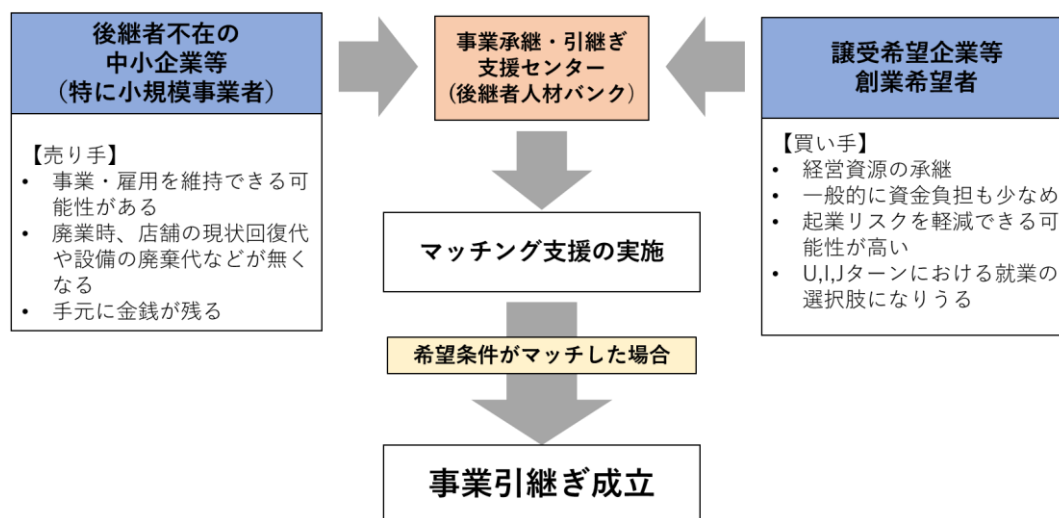 後継者不在の
中小企業等
（特に小規模事業者）
【売り手】
• 事業・雇用を維持できる可
能性がある
• 廃業時、店舗の現状回復代
や設備の廃棄代などが無く
なる
• 手元に金銭が残る
事業承継・引継ぎ
支援センター
(後継者人材バンク)
譲受希望企業等
創業希望者
【買い手】
• 経営資源の承継
• 一般的に資金負担も少なめ
• 起業リスクを軽減できる可
能性が高い
• U,I,Jターンにおける就業の
選択肢になりうる
マッチング支援の実施
希望条件がマッチした場合
事業引継ぎ成立